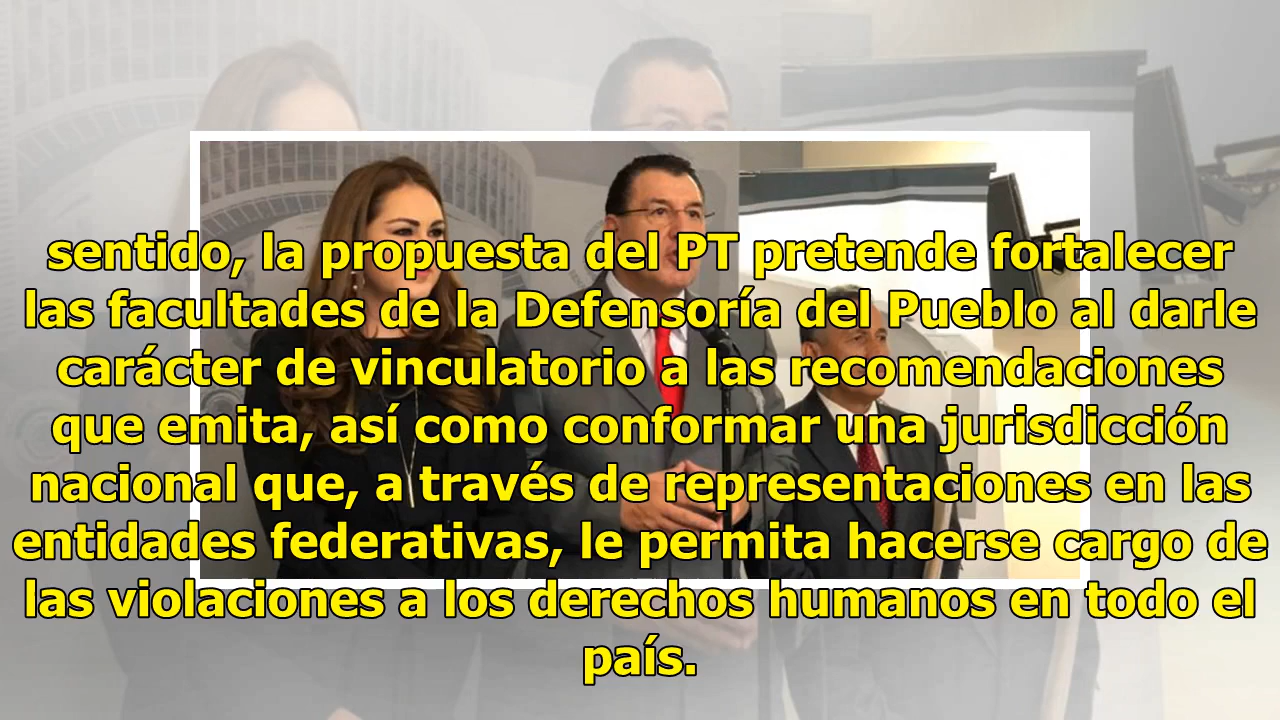 sentido, la propuesta del PT pretende fortalecer
las facultades de la Defensoría del Pueblo al darle
carácter de vinculatorio a las recomendaciones
que emita, así como conformar una jurisdicción
nacional que, a través de representaciones en las
entidades federativas, le permita hacerse cargo de
las violaciones a los derechos humanos en todo el
país.